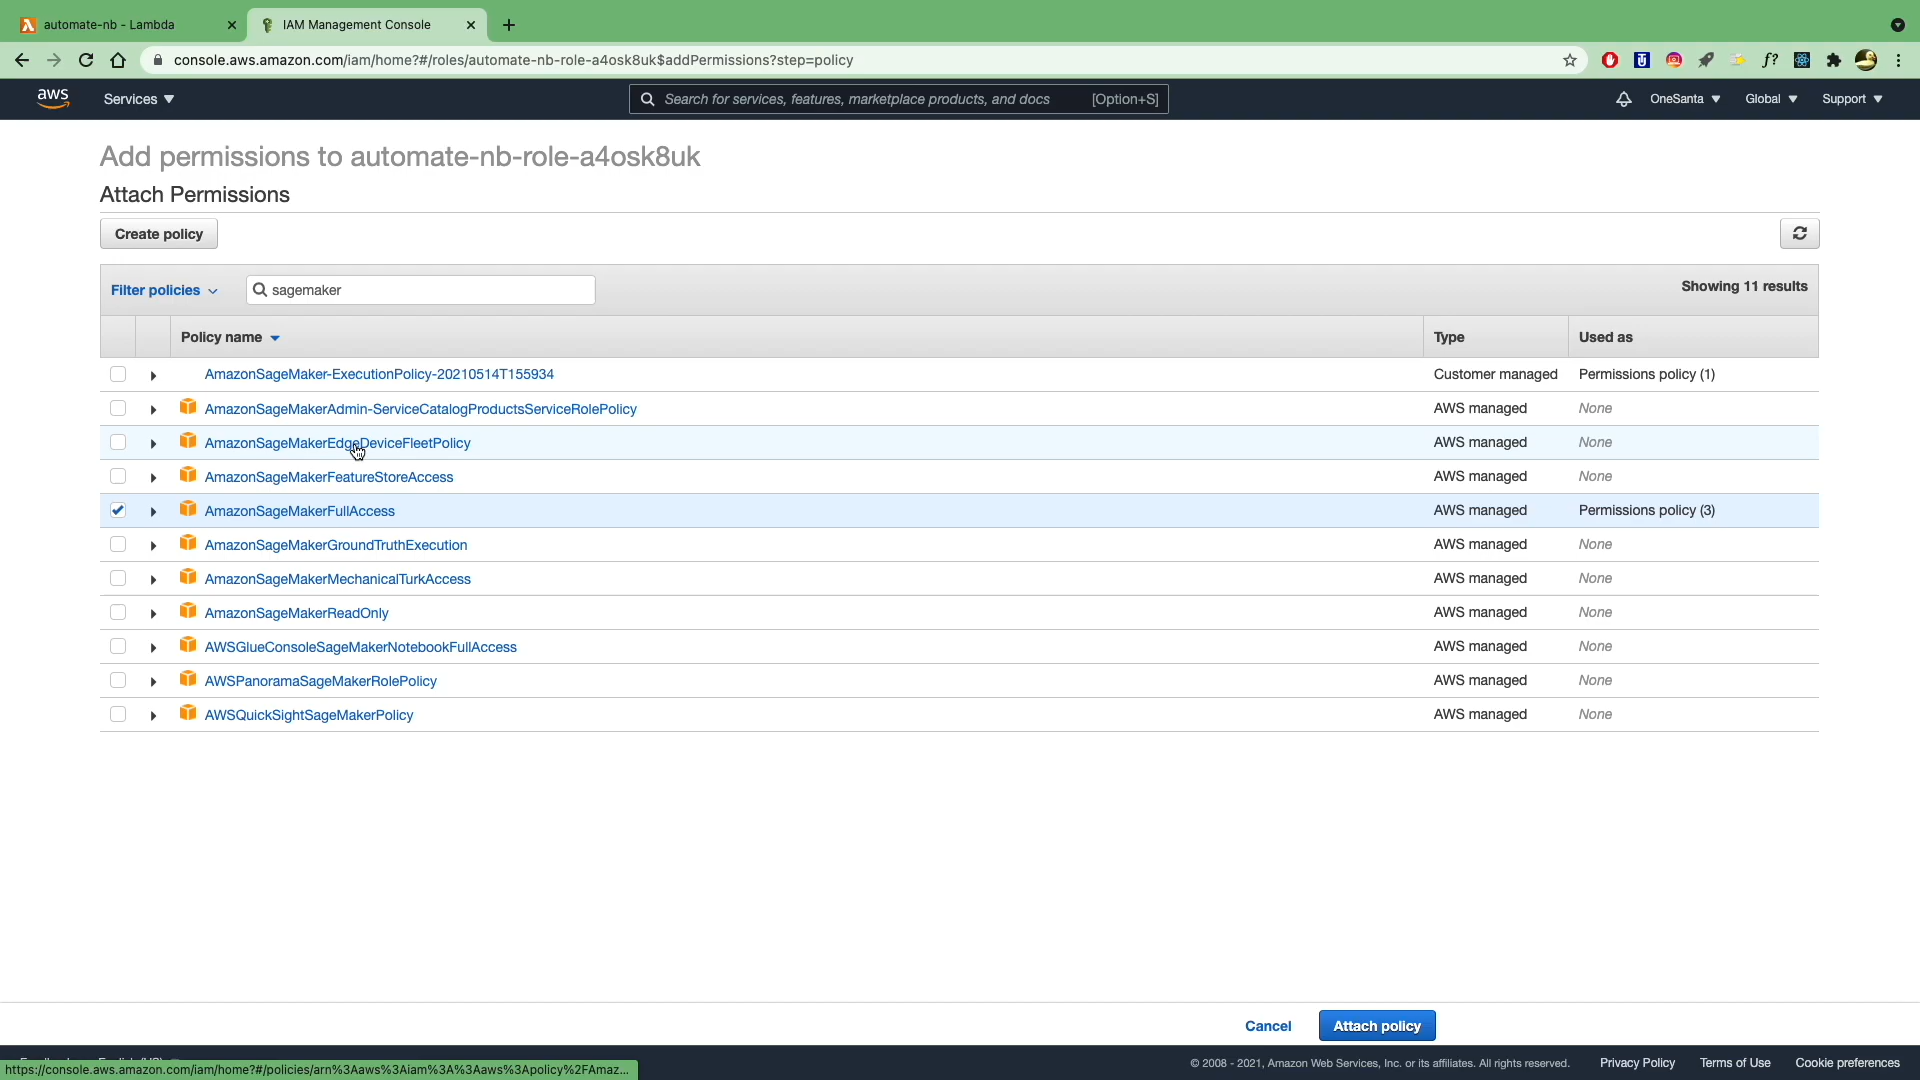 automate-nb - Lambda
IAM Management Console
console.aws.amazon.com/iam/home?#/roles/automate-nb-role-a4osk8uk$addPermissions?step=policy
f?
aws
Services
Search for services, features, marketplace products, and docs
[Option+S]
OneSanta
Global
Support
Add permissions to automate-nb-role-a4osk8uk
Attach Permissions
Create policy
Filter policies
sagemaker
Showing 11 results
Policy name
Type
Used as
AmazonSageMaker-ExecutionPolicy-20210514T155934
Customer managed
Permissions policy (1)
AmazonSageMakerAdmin-ServiceCatalogProductsServiceRolePolicy
AWS managed
None
AmazonSageMakerEdgeDeviceFleetPolicy
AWS managed
None
AmazonSageMakerFeatureStoreAccess
AWS managed
None
AmazonSageMakerFullAccess
AWS managed
Permissions policy (3)
AmazonSageMakerGroundTruthExecution
AWS managed
None
AmazonSageMakerMechanicalTurkAccess
AWS managed
None
AmazonSageMakerReadOnly
AWS managed
None
AWSGlueConsoleSageMakerNotebookFullAccess
AWS managed
None
AWSPanoramaSageMakerRolePolicy
AWS managed
None
AWSQuickSightSageMakerPolicy
AWS managed
None
Cancel
Attach policy
© 2008 - 2021, Amazon Web Services, Inc. or its affiliates. All rights reserved.
Privacy Policy
Terms of Use
Cookie preferences
https://console.aws.amazon.com/iam/home?#/policies/arn%3Aaws%3Aiam%3A%3Aaws%3Apolicy%2FAmaz...